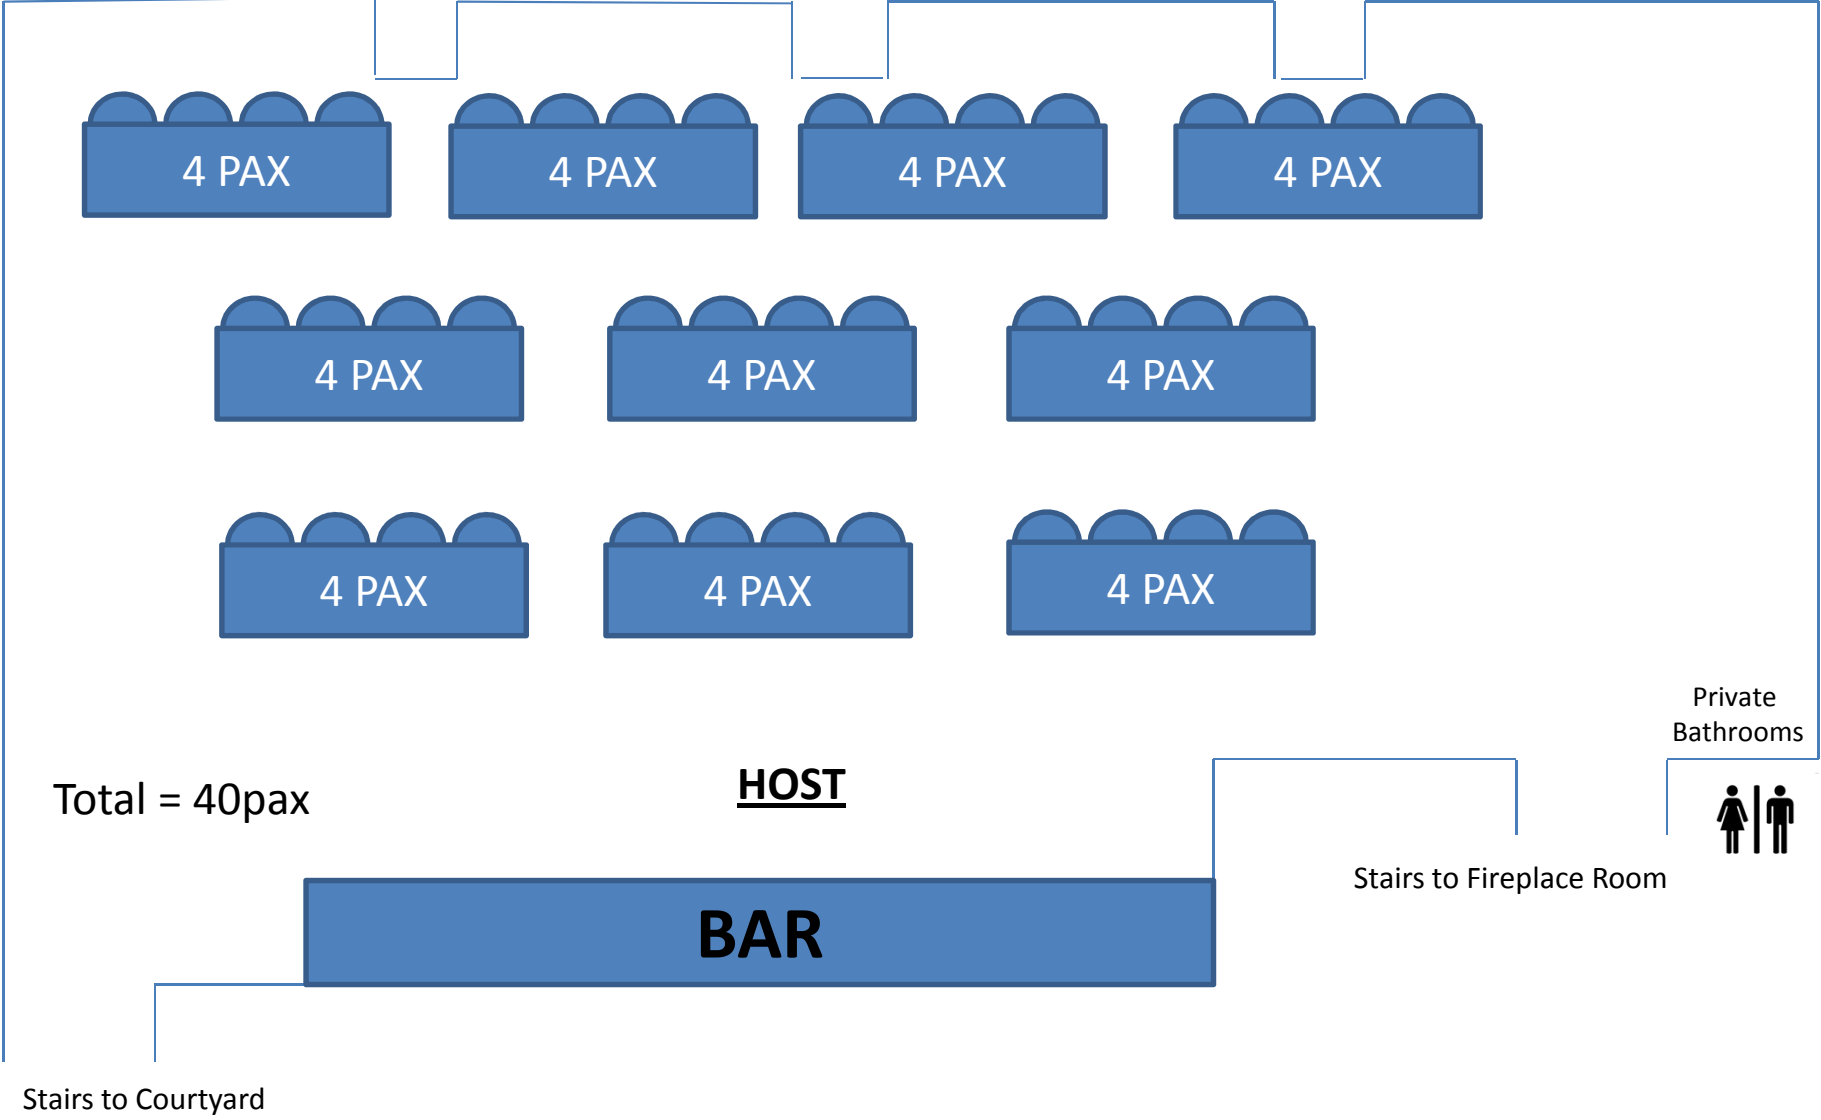 4 PAX
4 PAX
4 PAX
4 PAX
4 PAX
4 PAX
4 PAX
4 PAX
4 PAX
4 PAX
Private
Bathrooms
Total = 40pax
HOST
Stairs to Fireplace Room
BAR
Stairs to Courtyard